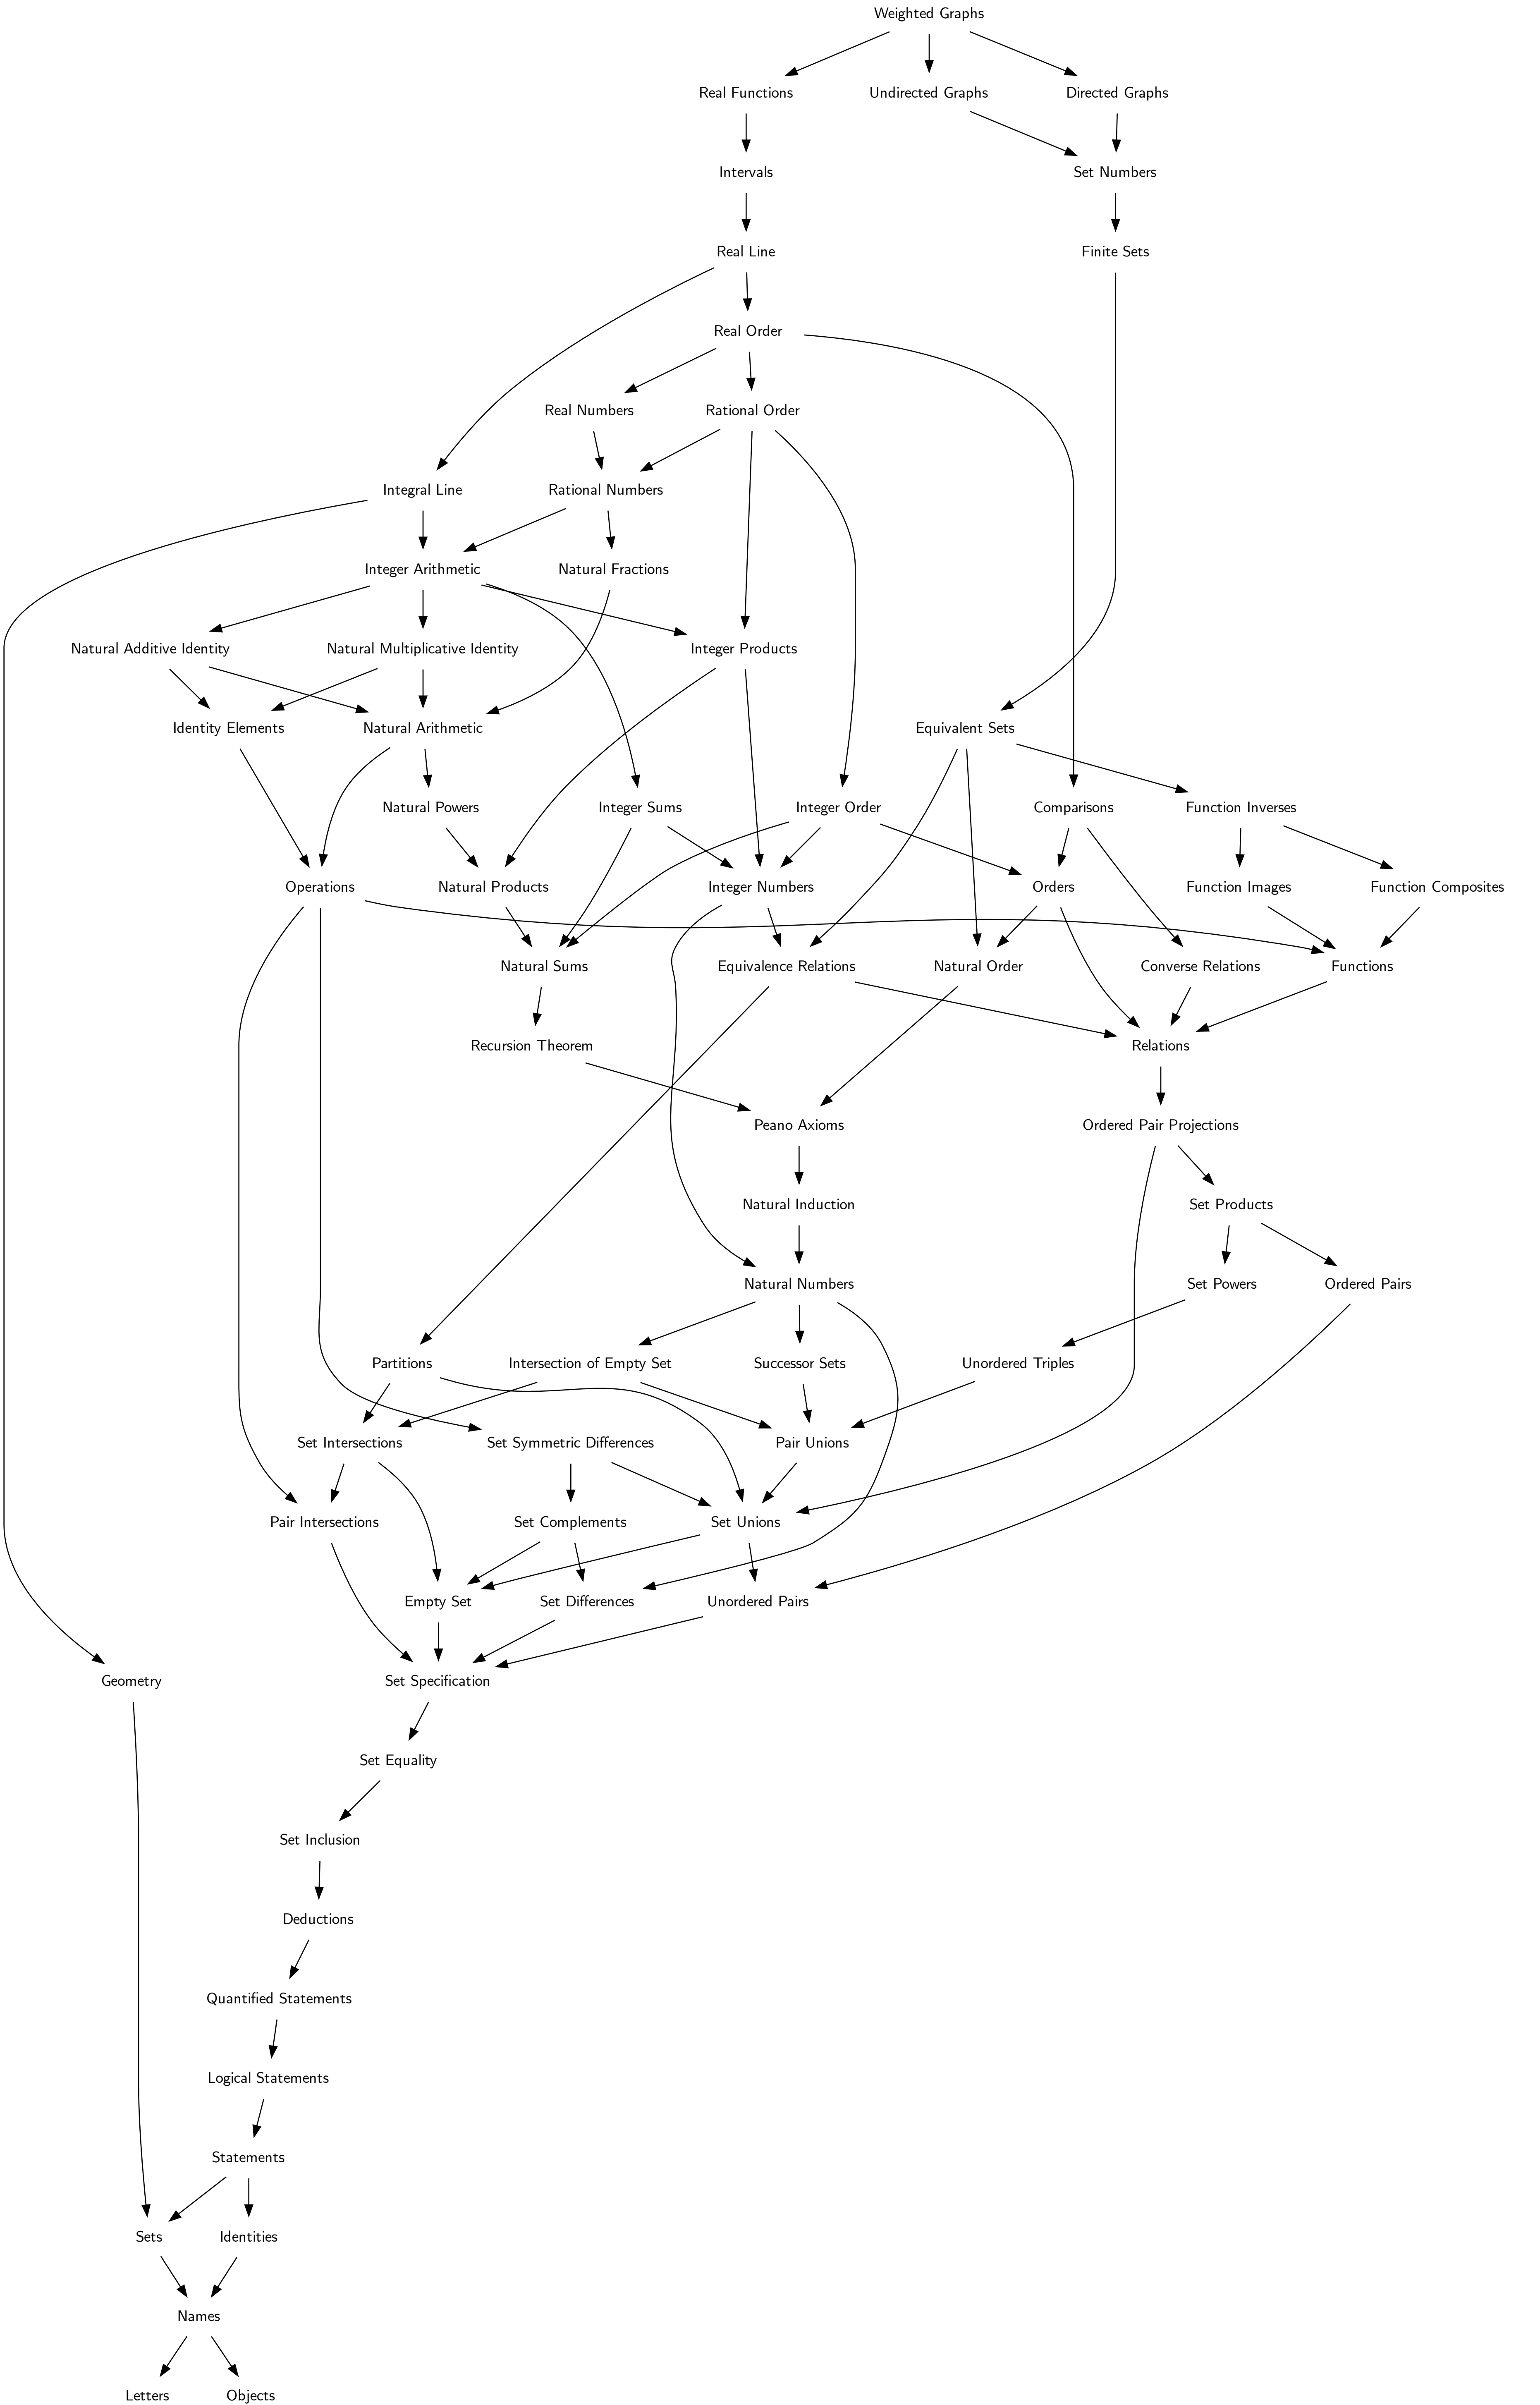 Weighted Graphs
Real Functions
Undirected Graphs
Directed Graphs
Intervals
Set Numbers
Real Line
Finite Sets
Real Order
Real Numbers
Rational Order
Integral Line
Rational Numbers
Integer Arithmetic
Natural Fractions
Natural Additive Identity
Natural Multiplicative Identity
Integer Products
Identity Elements
Natural Arithmetic
Equivalent Sets
Natural Powers
Integer Sums
Integer Order
Comparisons
Function Inverses
Operations
Natural Products
Integer Numbers
Orders
Function Images
Function Composites
Natural Sums
Equivalence Relations
Natural Order
Converse Relations
Functions
Recursion Theorem
Relations
Peano Axioms
Ordered Pair Projections
Natural Induction
Set Products
Natural Numbers
Set Powers
Ordered Pairs
Partitions
Intersection of Empty Set
Successor Sets
Unordered Triples
Set Intersections
Set Symmetric Differences
Pair Unions
Pair Intersections
Set Complements
Set Unions
Empty Set
Set Differences
Unordered Pairs
Geometry
Set Specification
Set Equality
Set Inclusion
Deductions
Quantified Statements
Logical Statements
Statements
Sets
Identities
Names
Letters
Objects